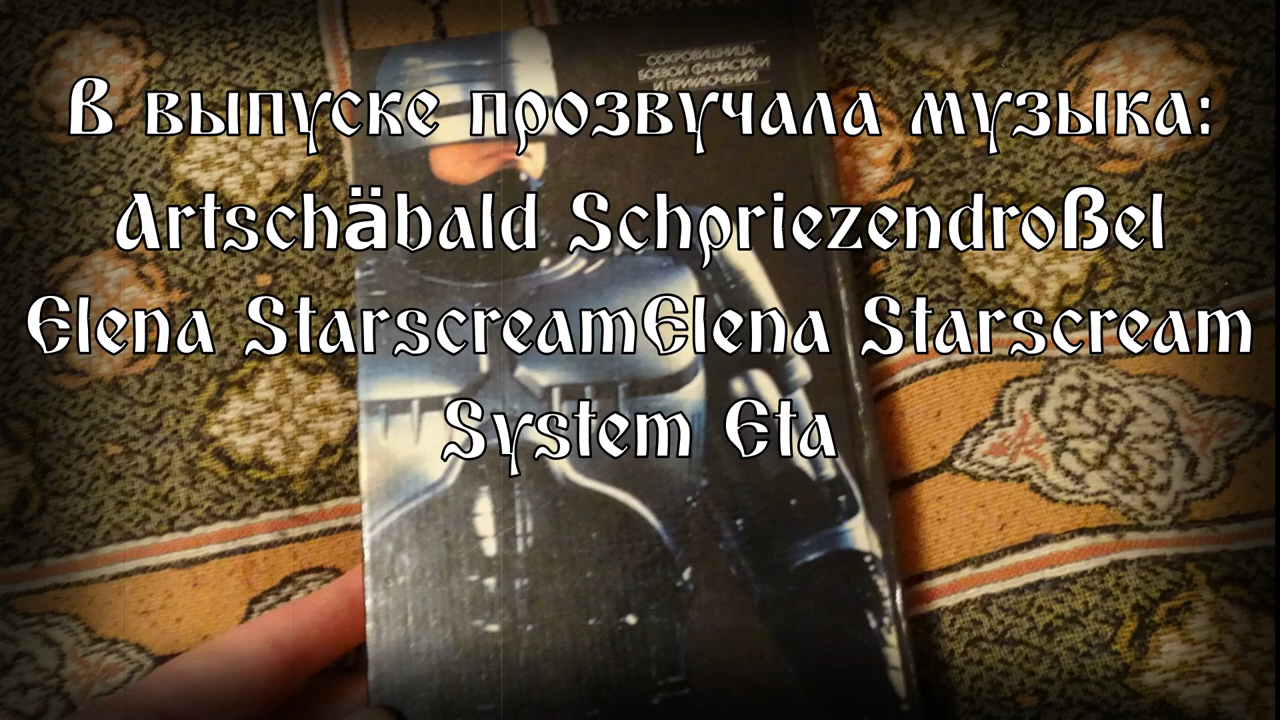 СОКРОВИЩНИЦА
БОЕВОЙ ФАНТАСТИКИ
И ПРИКЛЮЧЕНИЙ
В выпуске прозвучала музыка:
Artschäbald Schpriezendroßel
Elena StarscreamElena Starscream
System Eta